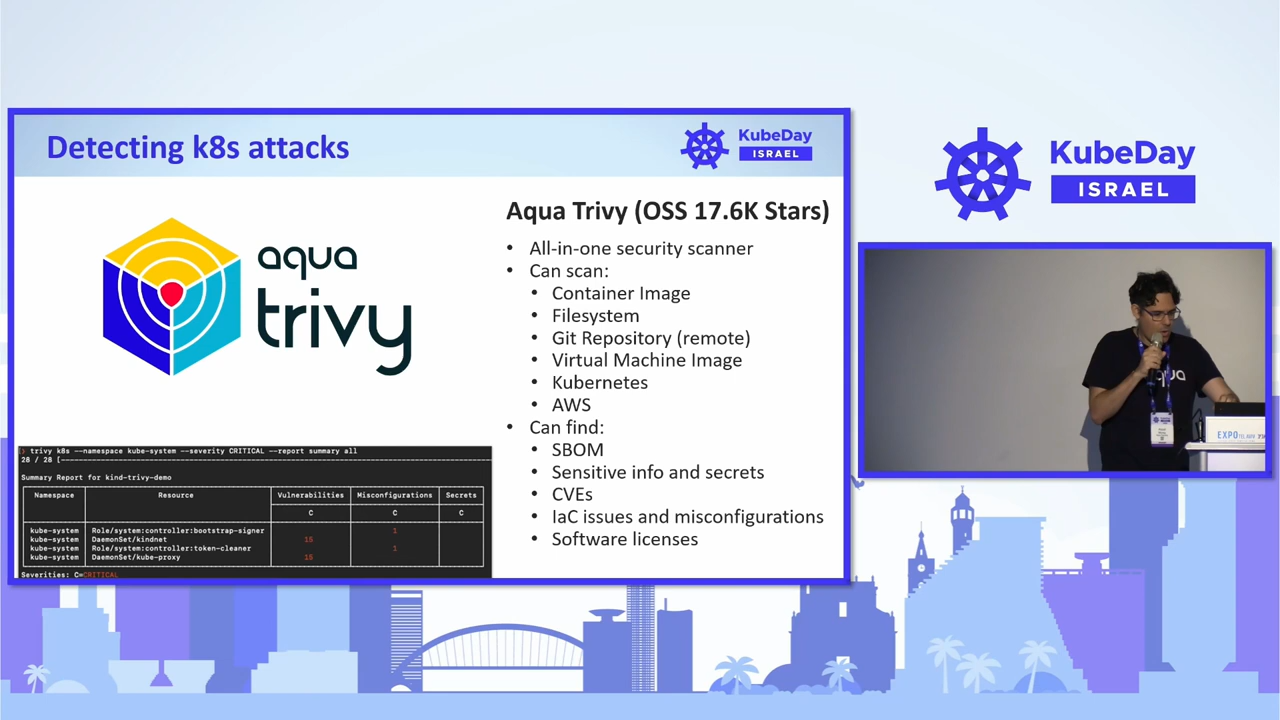 Detecting k8s attacks
KubeDay
ISRAEL
aqua
trivy
Aqua Trivy (OSS 17.6K Stars)
• All-in-one security scanner
• Can scan:
• Container Image
• Filesystem
• Git Repository (remote)
• Virtual Machine Image
• Kubernetes
• AWS
• Can find:
• SBOM
• Sensitive info and secrets
• CVEs
• IaC issues and misconfigurations
• Software licenses
trivy k8s --namespace kube-system --severity CRITICAL --report summary all
28 / 28 [
Summary Report for kind-trivy-demo
Namespace Resource Vulnerabilities Misconfigurations Secrets
C C C
kube-system Role/system:controller:bootstrap-signer 1
kube-system DaemonSet/kindnet 15
kube-system Role/system:controller:token-cleaner 1
kube-system DaemonSet/kube-proxy 15
Severities: C=CRITICAL
KubeDay
ISRAEL
aqua
EXPO